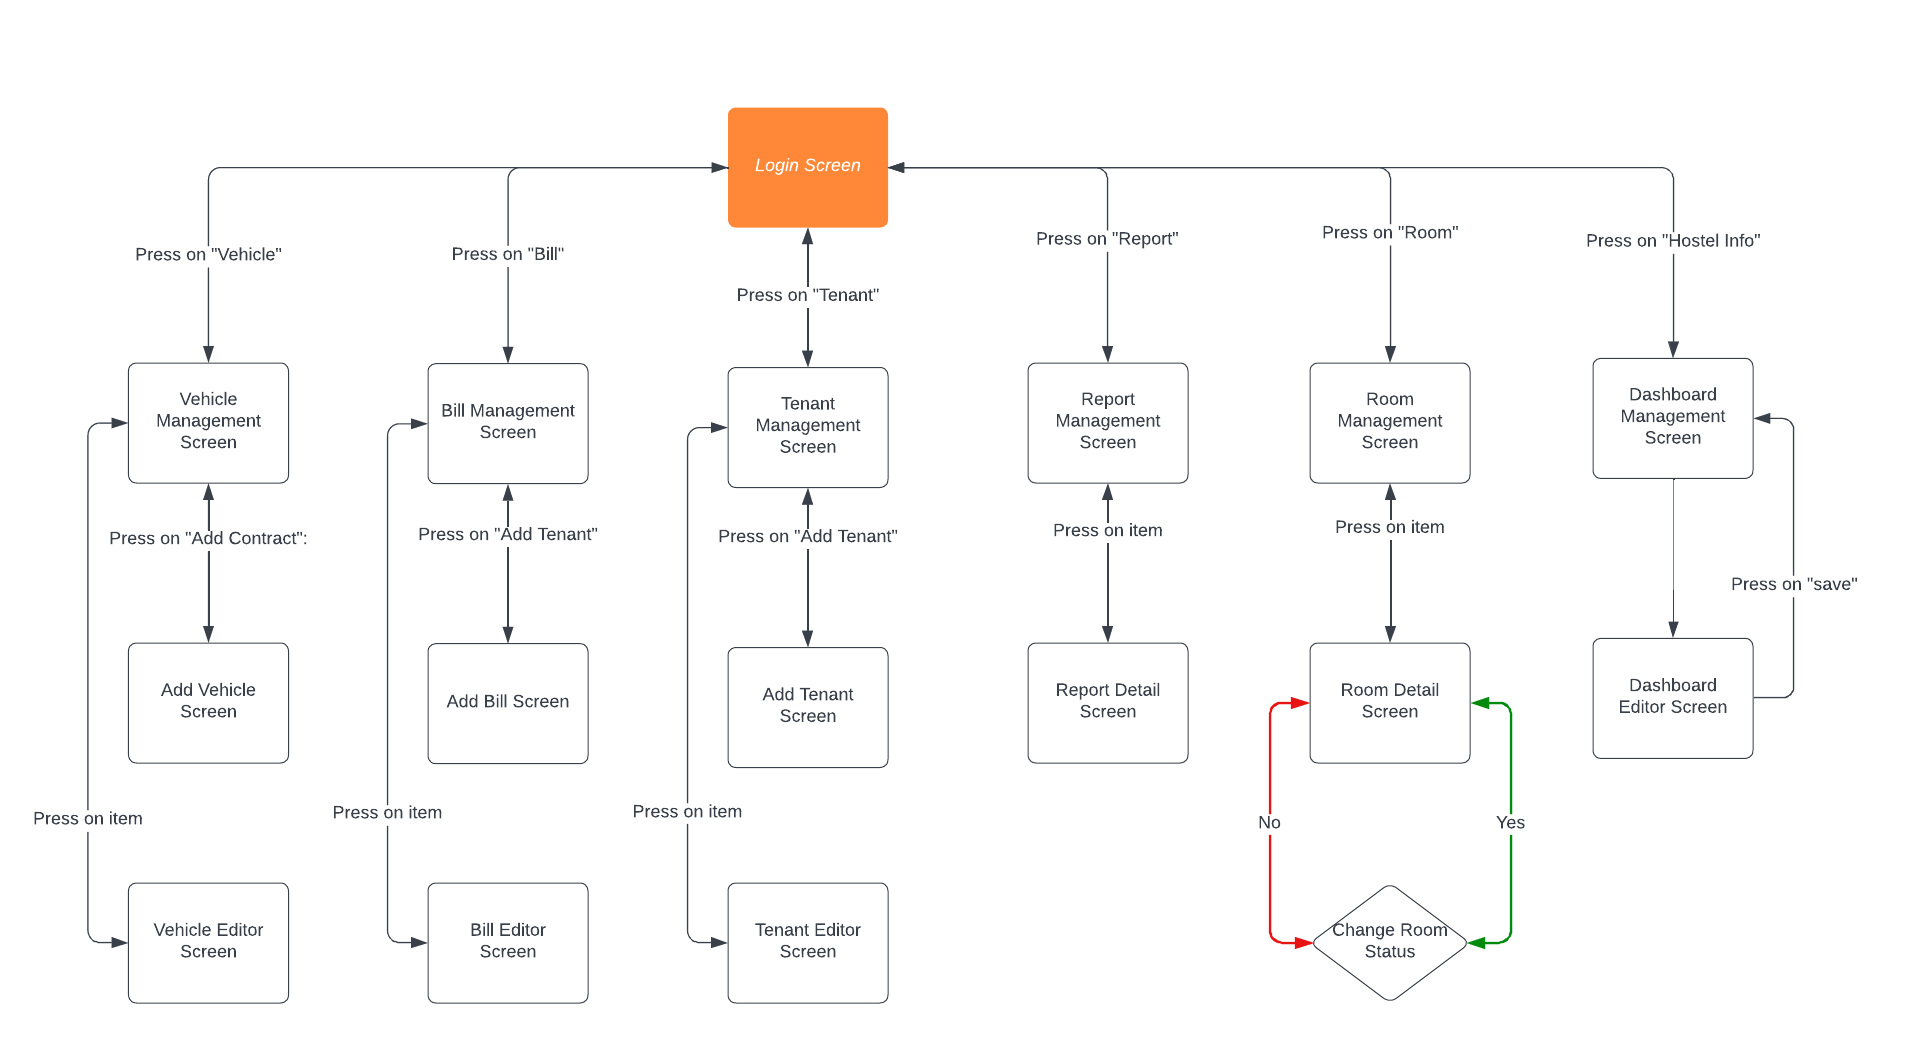 Login Screen
Press on "Vehicle"
Press on "Bill"
Press on "Tenant"
Press on "Report"
Press on "Room"
Press on "Hostel Info"
Vehicle
Management
Screen
Bill Management
Screen
Tenant
Management
Screen
Report
Management
Screen
Room
Management
Screen
Dashboard
Management
Screen
Press on "Add Contract":
Press on "Add Tenant"
Press on "Add Tenant"
Press on item
Press on item
Press on "save"
Add Vehicle
Screen
Add Bill Screen
Add Tenant
Screen
Report Detail
Screen
Room Detail
Screen
Dashboard
Editor Screen
Press on item
Press on item
Press on item
No
Yes
Vehicle Editor
Screen
Bill Editor
Screen
Tenant Editor
Screen
Change Room
Status